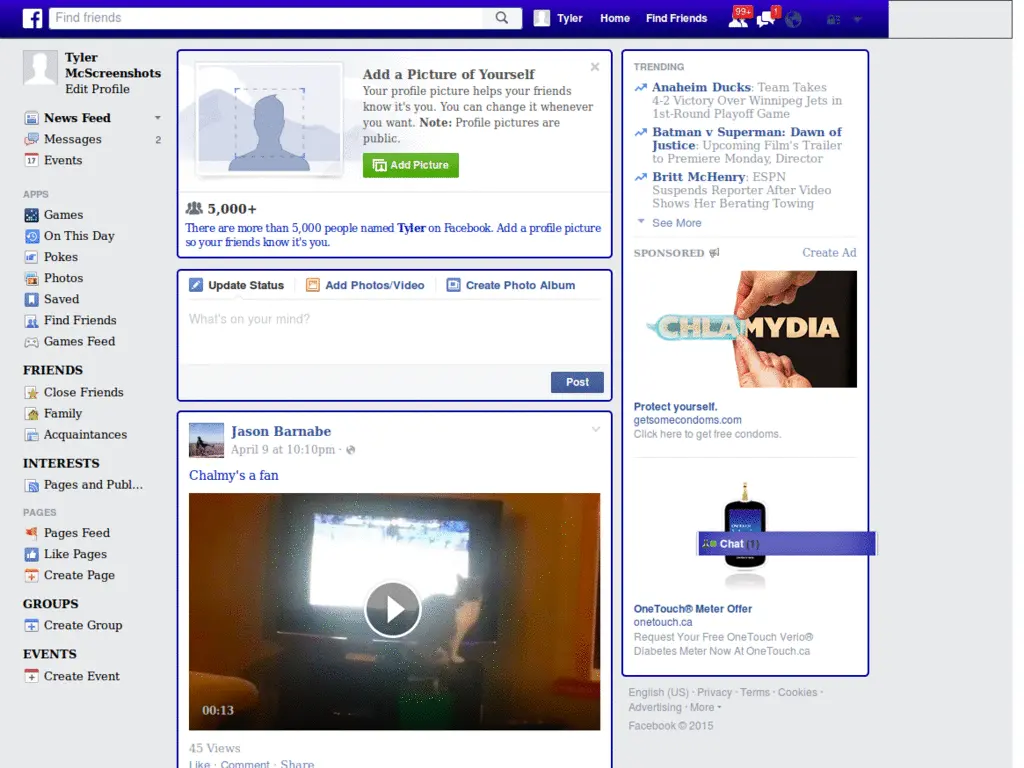 f
Find friends
Tyler
Home
Find Friends
99+
1
Tyler
McScreenshots
Edit Profile
News Feed
Messages
2
17
Events
APPS
Games
On This Day
Pokes
Photos
Saved
Find Friends
Games Feed
FRIENDS
Close Friends
Family
Acquaintances
INTERESTS
Pages and Publ...
PAGES
Pages Feed
Like Pages
Create Page
GROUPS
Create Group
EVENTS
Create Event
Add a Picture of Yourself
Your profile picture helps your friends
know it's you. You can change it whenever
you want. Note: Profile pictures are
public.
Add Picture
5,000+
There are more than 5,000 people named Tyler on Facebook. Add a profile picture
so your friends know it's you.
Update Status
Add Photos/Video
Create Photo Album
What's on your mind?
Post
Jason Barnabe
April 9 at 10:10pm ·
Chalmy's a fan
00:13
45 Views
Like · Comment · Share
TRENDING
Anaheim Ducks: Team Takes
4-2 Victory Over Winnipeg Jets in
1st-Round Playoff Game
Batman v Superman: Dawn of
Justice: Upcoming Film's Trailer
to Premiere Monday, Director
Britt McHenry: ESPN
Suspends Reporter After Video
Shows Her Berating Towing
See More
SPONSORED
Create Ad
CHLAMYDIA
Protect yourself.
getsomecondoms.com
Click here to get free condoms.
Chat (1)
OneTouch® Meter Offer
onetouch.ca
Request Your Free OneTouch Verio®
Diabetes Meter Now At OneTouch.ca
English (US) · Privacy · Terms · Cookies ·
Advertising · More
Facebook © 2015